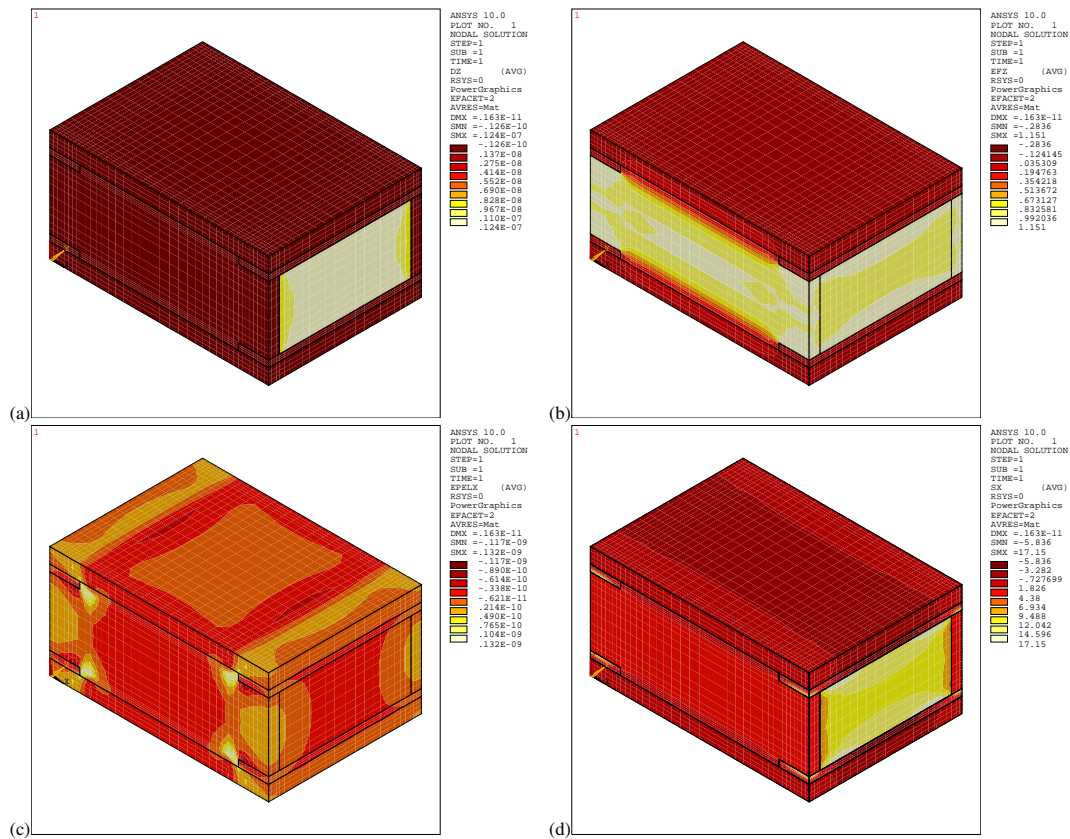 1
ANSYS 10.0
PLOT NO. 1
NODAL SOLUTION
STEP=1
SUB =1
TIME=1
DZ (AVG)
RSYS=0
PowerGraphics
EFACET=2
AVRES=Mat
DMX =.163E-11
SMN =-.126E-10
SMX =.124E-07
-.126E-10
.137E-08
.275E-08
.414E-08
.552E-08
.690E-08
.828E-08
.967E-08
.110E-07
.124E-07
(a)
1
ANSYS 10.0
PLOT NO. 1
NODAL SOLUTION
STEP=1
SUB =1
TIME=1
EFZ (AVG)
RSYS=0
PowerGraphics
EFACET=2
AVRES=Mat
DMX =.163E-11
SMN =-.2836
SMX =1.151
-.2836
-.124145
.035309
.194763
.354218
.513672
.673127
.832581
.992036
1.151
(b)
1
ANSYS 10.0
PLOT NO. 1
NODAL SOLUTION
STEP=1
SUB =1
TIME=1
EPELX (AVG)
RSYS=0
PowerGraphics
EFACET=2
AVRES=Mat
DMX =.163E-11
SMN =-.117E-09
SMX =.132E-09
-.117E-09
-.890E-10
-.614E-10
-.338E-10
-.621E-11
.214E-10
.490E-10
.765E-10
.104E-09
.132E-09
(c)
1
ANSYS 10.0
PLOT NO. 1
NODAL SOLUTION
STEP=1
SUB =1
TIME=1
SX (AVG)
RSYS=0
PowerGraphics
EFACET=2
AVRES=Mat
DMX =.163E-11
SMN =-5.836
SMX =17.15
-5.836
-3.282
-.727699
1.826
4.38
6.934
9.488
12.042
14.596
17.15
(d)